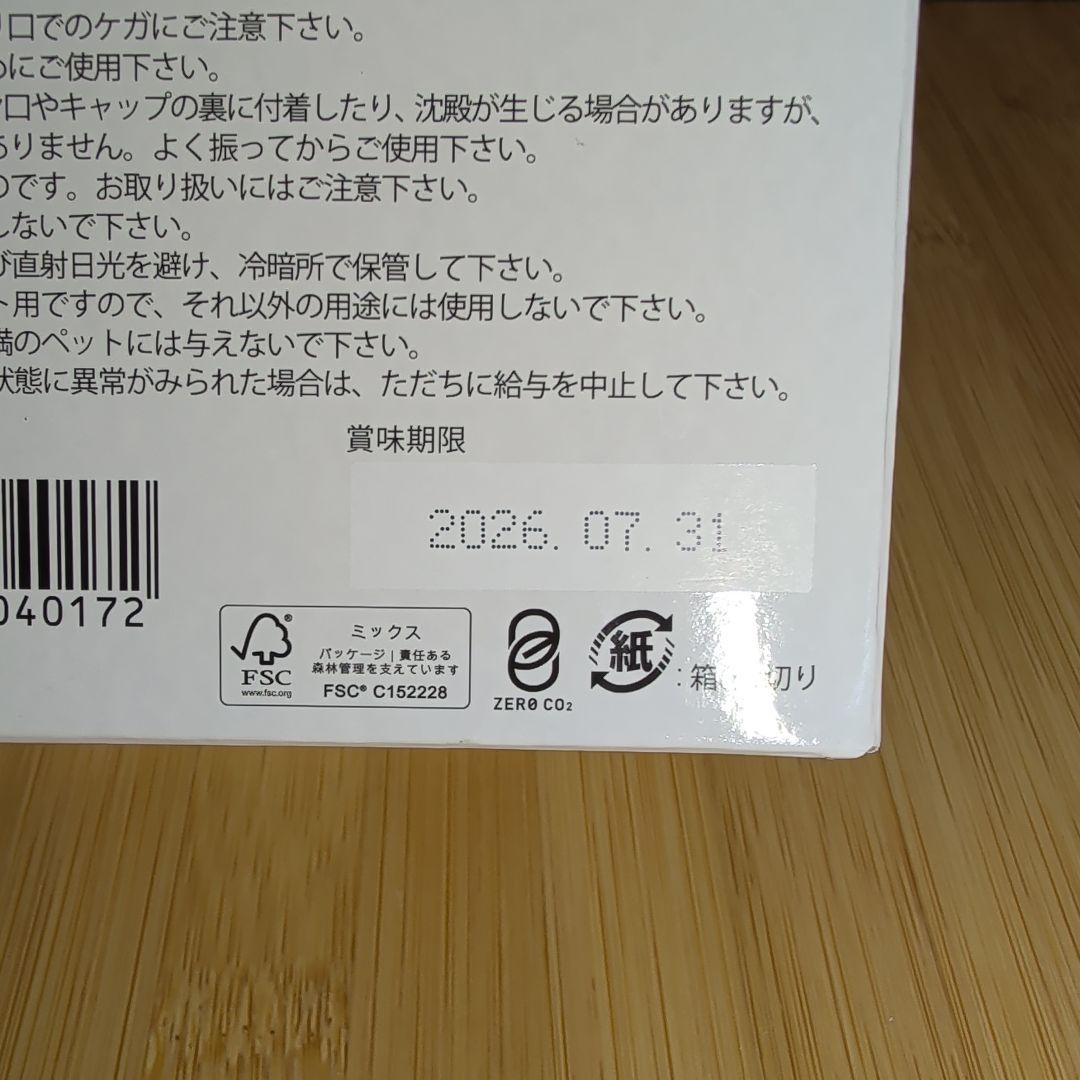 り口でのケガにご注意下さい。
めにご使用下さい。
口やキャップの裏に付着したり、沈殿が生じる場合がありますが、
ありません。よく振ってからご使用下さい。
のです。お取り扱いにはご注意下さい。
しないで下さい。
び直射日光を避け、冷暗所で保管して下さい。
ト用ですので、それ以外の用途には使用しないで下さい。
満のペットには与えないで下さい。
状態に異常がみられた場合は、ただちに給与を中止して下さい。
賞味期限
2026.07.31
040172
FSC®
www.fsc.org
ミックス
パッケージ|責任ある
森林管理を支えています
FSC® C152228
ZERO CO₂
紙
:箱 切り